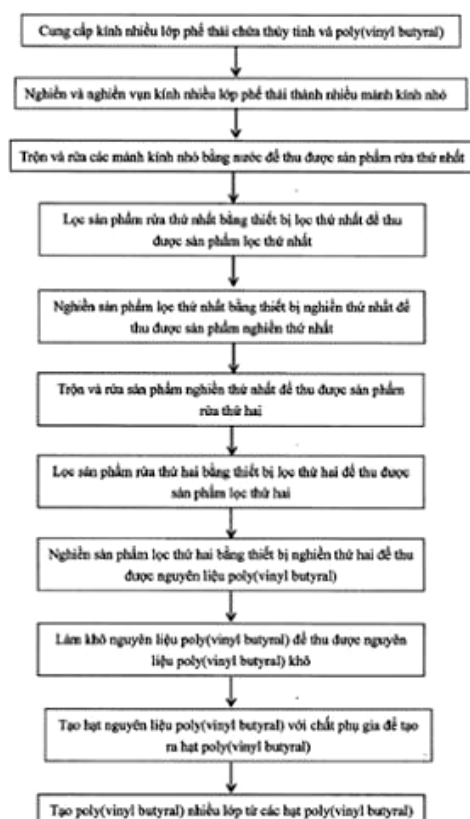 Cung cấp kính nhiều lớp phế thải chứa thủy tinh và poly(vinyl butyral)
Nghiền và nghiền vụn kính nhiều lớp phế thải thành nhiều mảnh kính nhỏ
Trộn và rửa các mảnh kính nhỏ bằng nước để thu được sản phẩm rửa thứ nhất
Lọc sản phẩm rửa thứ nhất bằng thiết bị lọc thứ nhất để thu
được sản phẩm lọc thứ nhất
Nghiền sản phẩm lọc thứ nhất bằng thiết bị nghiền thứ nhất để
thu được sản phẩm nghiền thứ nhất
Trộn và rửa sản phẩm nghiền thứ nhất để thu được sản phẩm
rửa thứ hai
Lọc sản phẩm rửa thứ hai bằng thiết bị lọc thứ hai để thu được
sản phẩm lọc thứ hai
Nghiền sản phẩm lọc thứ hai bằng thiết bị nghiền thứ hai để thu
được nguyên liệu poly(vinyl butyral)
Làm khô nguyên liệu poly(vinyl butyral) để thu được nguyên
liệu poly(vinyl butyral) khô
Tạo hạt nguyên liệu poly(vinyl butyral) với chất phụ gia để tạo
ra hạt poly(vinyl butyral)
Tạo poly(vinyl butyral) nhiều lớp từ các hạt poly(vinyl butyral)